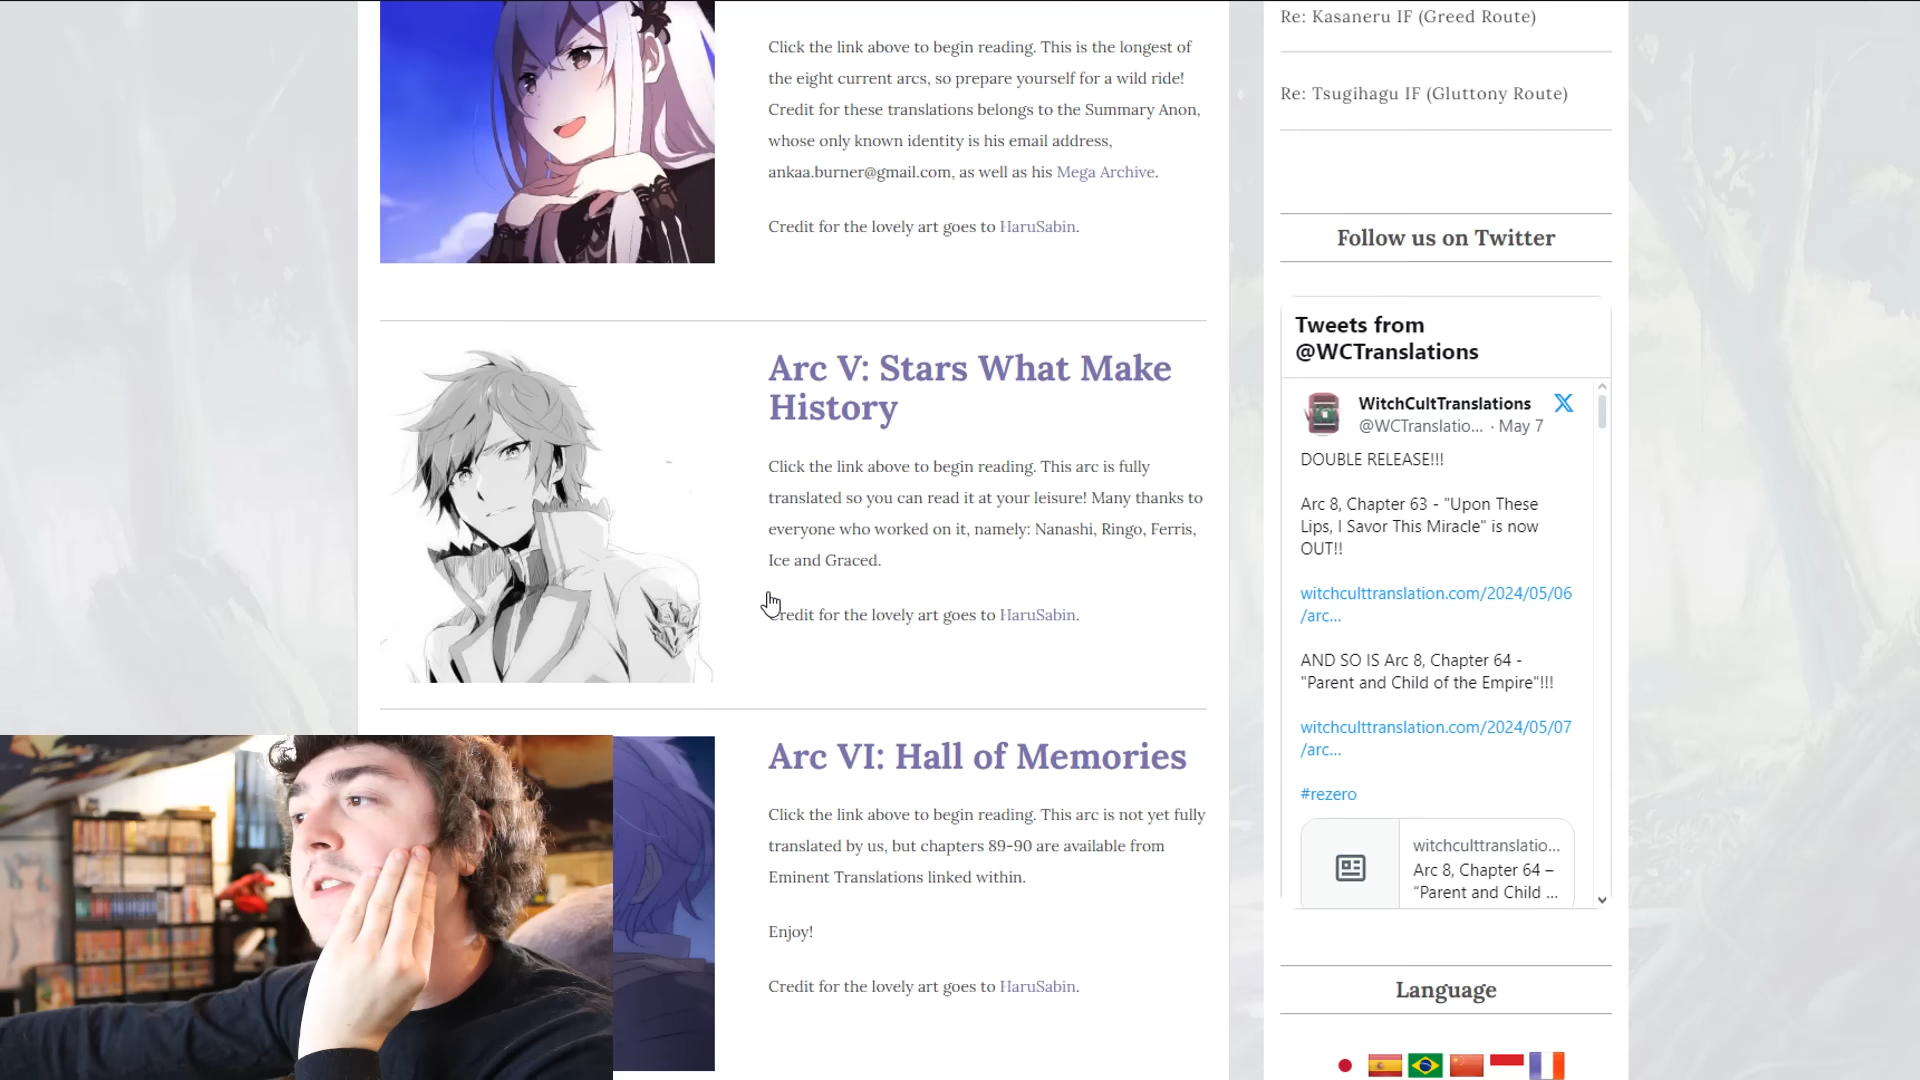 Click the link above to begin reading. This is the longest of
the eight current arcs, so prepare yourself for a wild ride!
Credit for these translations belongs to the Summary Anon,
whose only known identity is his email address,
ankaa.burner@gmail.com, as well as his Mega Archive.
Credit for the lovely art goes to HaruSabin.
Arc V: Stars What Make
History
Click the link above to begin reading. This arc is fully
translated so you can read it at your leisure! Many thanks to
everyone who worked on it, namely: Nanashi, Ringo, Ferris,
Ice and Graced.
Credit for the lovely art goes to HaruSabin.
Arc VI: Hall of Memories
Click the link above to begin reading. This arc is not yet fully
translated by us, but chapters 89-90 are available from
Eminent Translations linked within.
Enjoy!
Credit for the lovely art goes to HaruSabin.
Re: Kasaneru IF (Greed Route)
Re: Tsugihagu IF (Gluttony Route)
Follow us on Twitter
Tweets from
@WCTranslations
WitchCultTranslations
@WCTranslatio... · May 7
DOUBLE RELEASE!!!
Arc 8, Chapter 63 - "Upon These
Lips, I Savor This Miracle" is now
OUT!!
witchculttranslation.com/2024/05/06
/arc...
AND SO IS Arc 8, Chapter 64 -
"Parent and Child of the Empire"!!!
witchculttranslation.com/2024/05/07
/arc...
#rezero
witchculttranslatio...
Arc 8, Chapter 64 –
"Parent and Child ...
Language